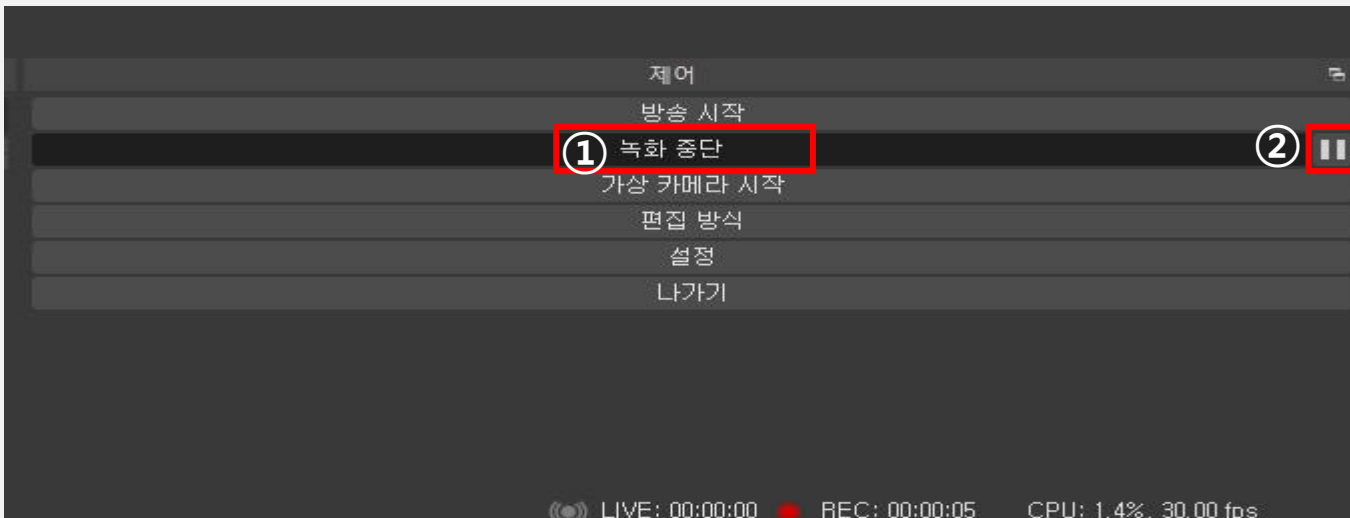 제어
방송 시작
① 녹화 중단 ②
가상 카메라 시작
편집 방식
설정
나가기
LIVE: 00:00:00 REC: 00:00:05 CPU: 1.4%, 30.00 fps